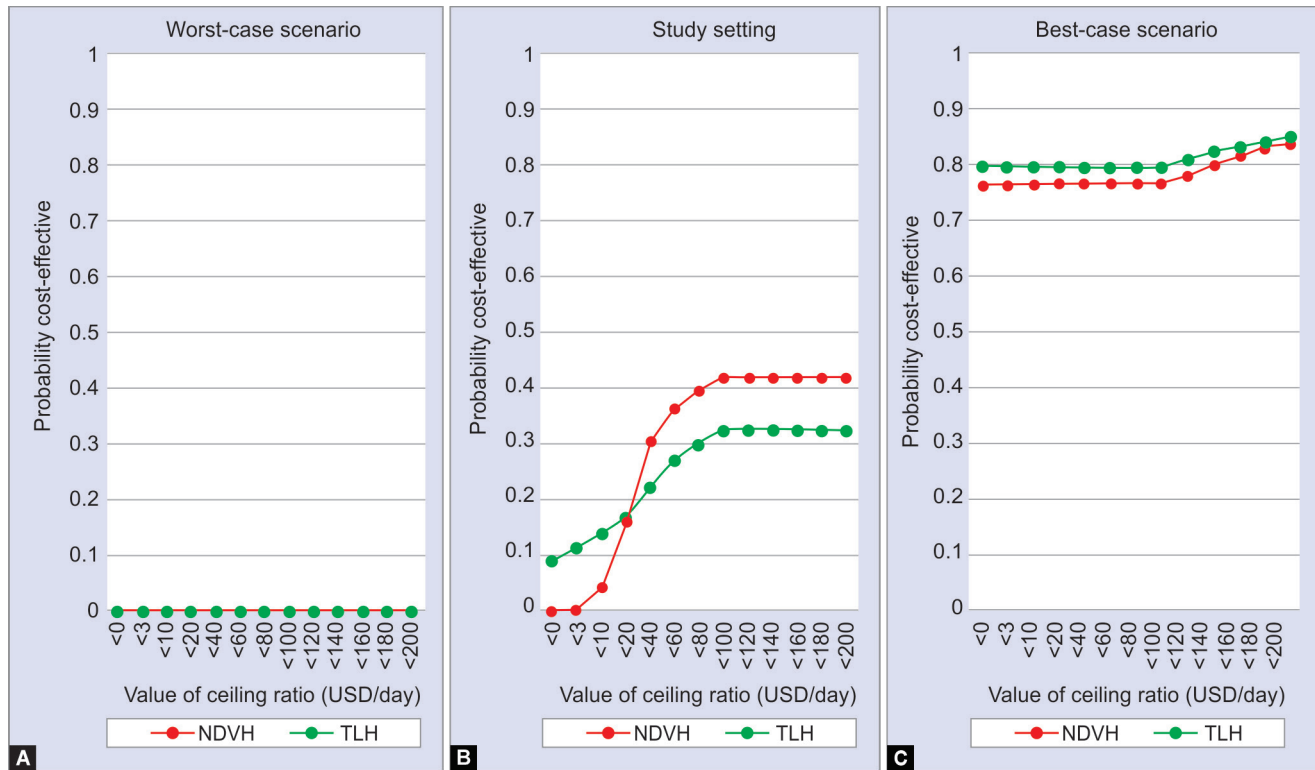 Worst-case scenario
1
0.9
0.8
0.7
0.6
0.5
0.4
0.3
0.2
0.1
0
Probability cost-effective
<0 <3 <10 <20 <40 <60 <80 <100 <120 <140 <160 <180 <200
Value of ceiling ratio (USD/day)
NDVH TLH
A
Study setting
1
0.9
0.8
0.7
0.6
0.5
0.4
0.3
0.2
0.1
0
Probability cost-effective
<0 <3 <10 <20 <40 <60 <80 <100 <120 <140 <160 <180 <200
Value of ceiling ratio (USD/day)
NDVH TLH
B
Best-case scenario
1
0.9
0.8
0.7
0.6
0.5
0.4
0.3
0.2
0.1
0
Probability cost-effective
<0 <3 <10 <20 <40 <60 <80 <100 <120 <140 <160 <180 <200
Value of ceiling ratio (USD/day)
NDVH TLH
C